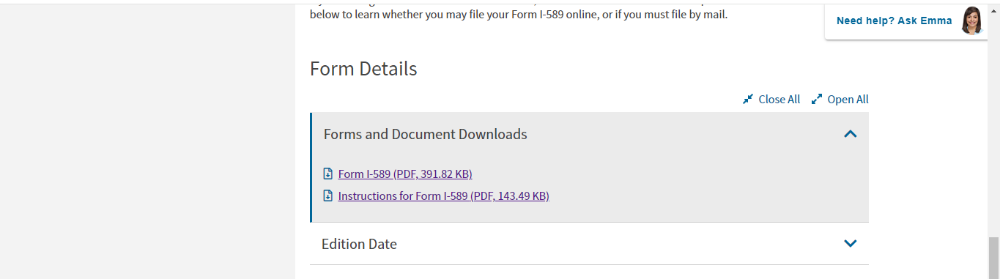 below to learn whether you may file your Form I-589 online, or if you must file by mail.
Need help? Ask Emma
Form Details
Close All Open All
Forms and Document Downloads
Form I-589 (PDF, 391.82 KB)
Instructions for Form I-589 (PDF, 143.49 KB)
Edition Date